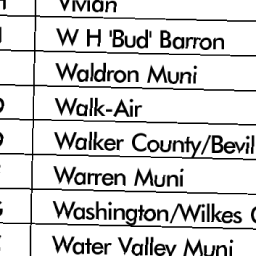 Vivian
W H 'Bud' Barron
Waldron Muni
Walk-Air
Walker County/Bevil
Warren Muni
Washington/Wilkes
Water Valley Muni